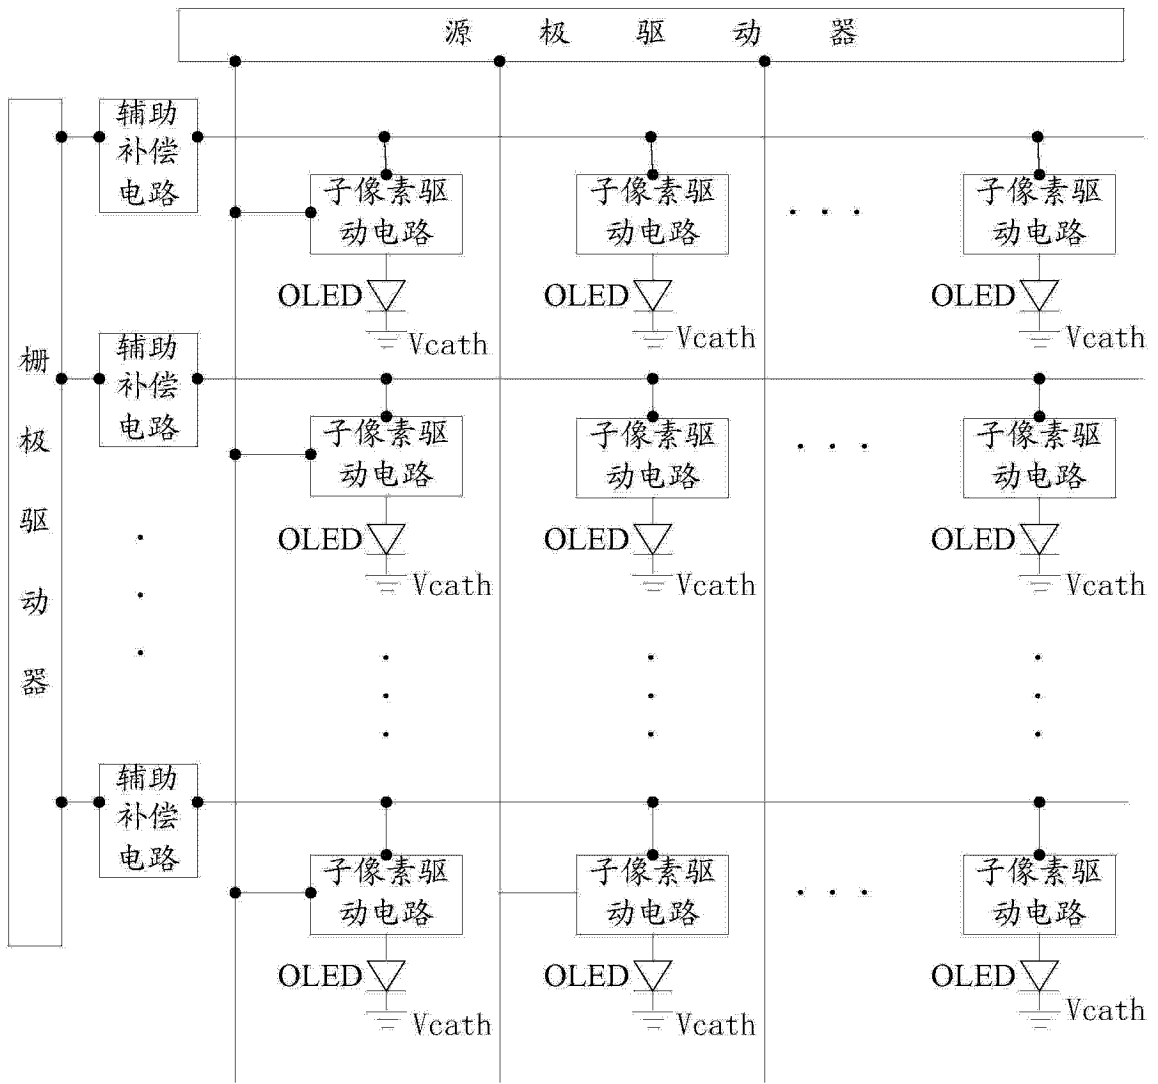 源极驱动器
栅极驱动器
辅助
补偿
电路
子像素驱
动电路
子像素驱
动电路
子像素驱
动电路
OLED
OLED
OLED
Vcath
Vcath
Vcath
辅助
补偿
电路
子像素驱
动电路
子像素驱
动电路
子像素驱
动电路
OLED
OLED
OLED
Vcath
Vcath
Vcath
辅助
补偿
电路
子像素驱
动电路
子像素驱
动电路
子像素驱
动电路
OLED
OLED
OLED
Vcath
Vcath
Vcath